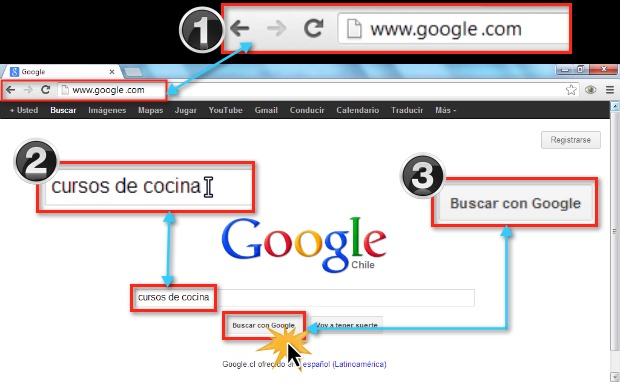 1
www.google .com
Google
www.google .com
+ Usted Buscar Imágenes Mapas Jugar YouTube Gmail Conducir Calendario Traducir Más
Registrarse
2
cursos de cocina
3
Buscar con Google
Google
Chile
cursos de cocina
Buscar con Google Voy a tener suerte
Google.cl ofrecido español (Latinoamérica)